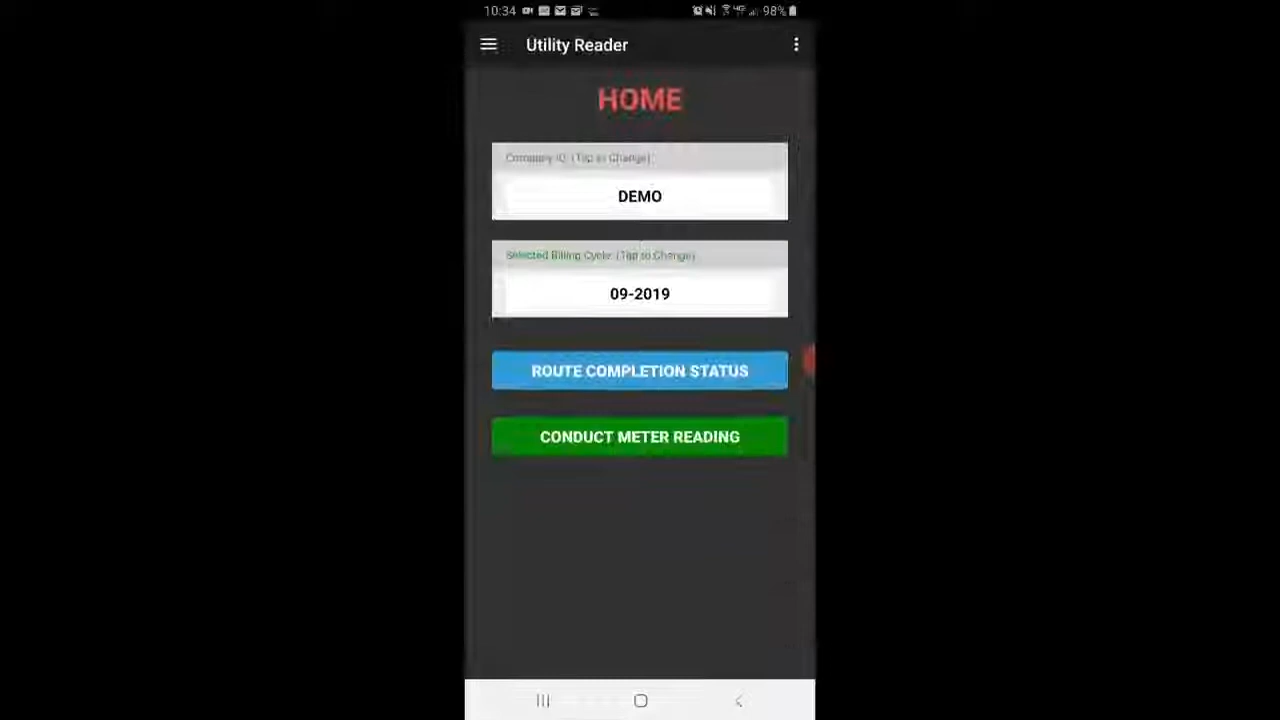 10:34 98%
Utility Reader
HOME
Company ID: (Tap to Change)
DEMO
Selected Billing Cycle: (Tap to Change)
09-2019
ROUTE COMPLETION STATUS
CONDUCT METER READING